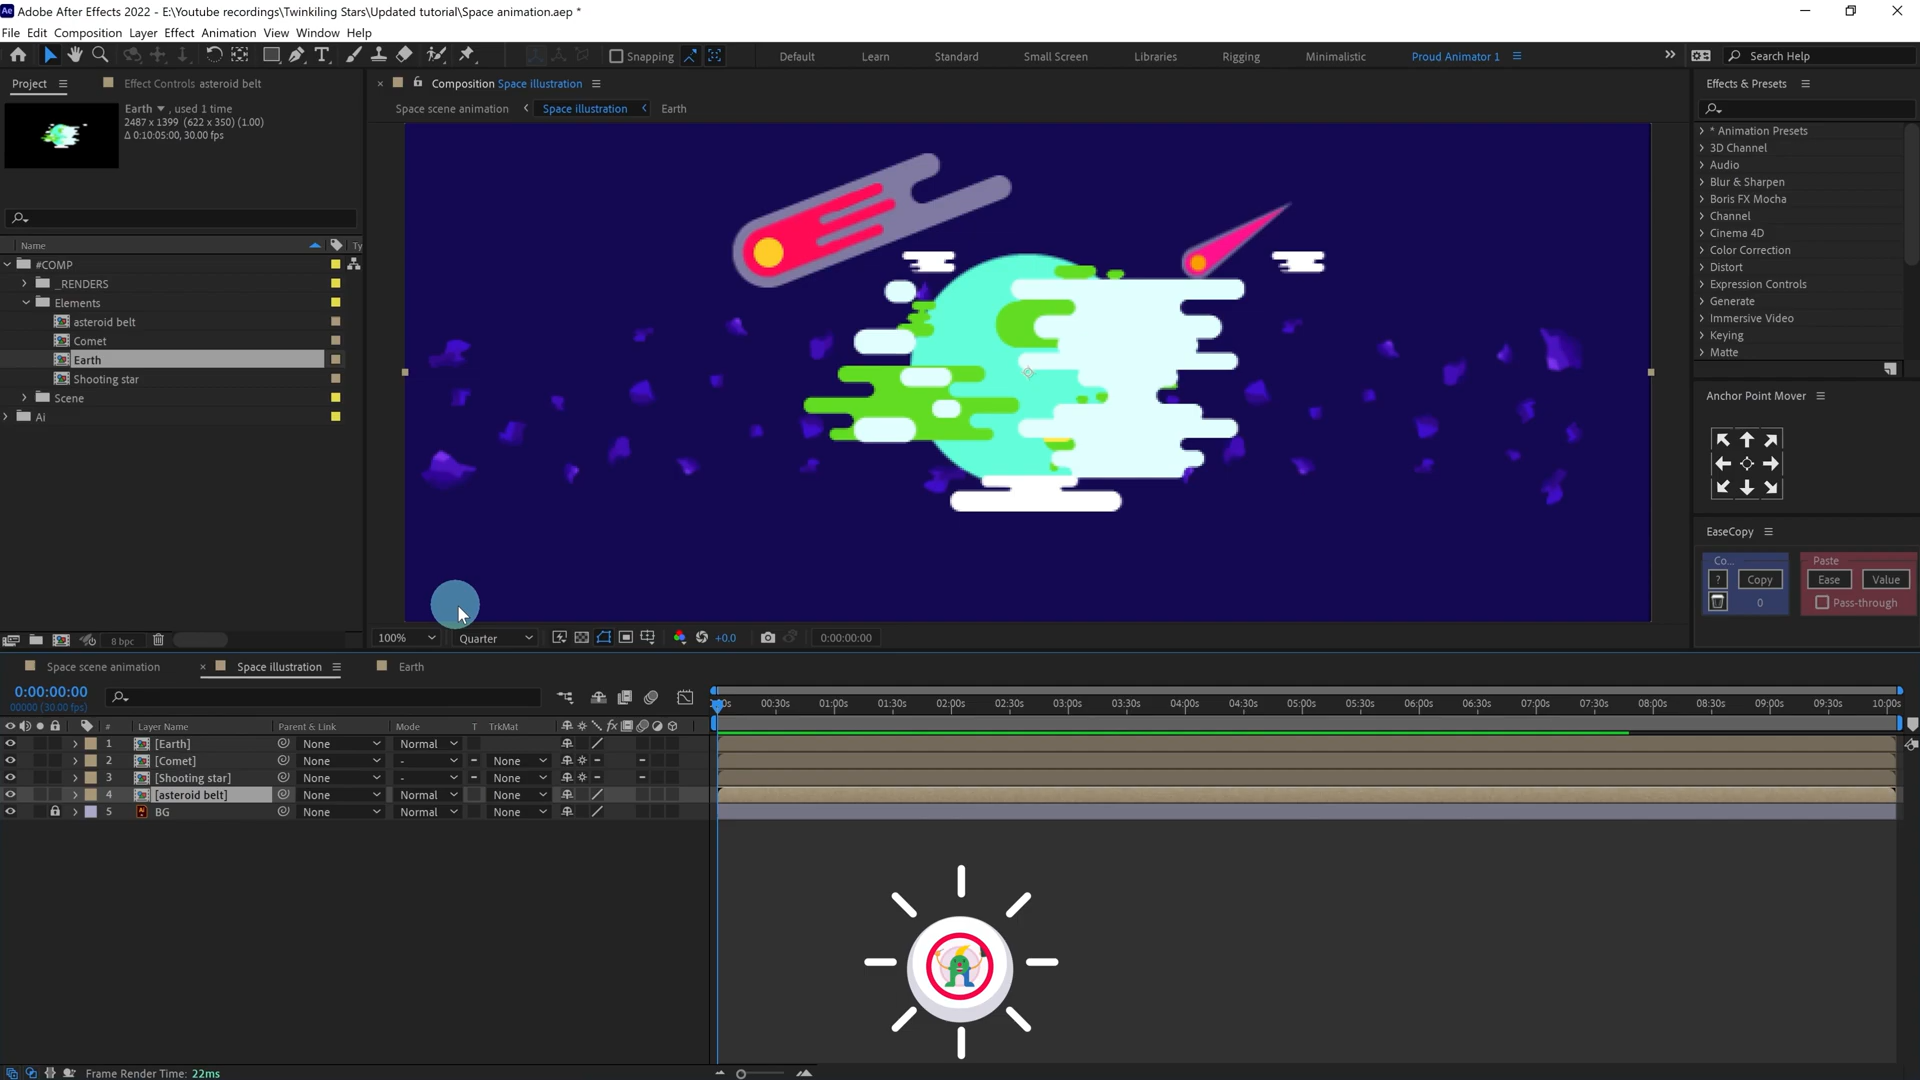 Adobe After Effects 2022 - E:\Youtube recordings\Twinkiling Stars\Updated tutorial\Space animation.aep *
File Edit Composition Layer Effect Animation View Window Help
Snapping
Default Learn Standard Small Screen Libraries Rigging Minimalistic Proud Animator 1
Search Help
Project
Effect Controls asteroid belt
Earth , used 1 time
2487 x 1399 (622 x 350) (1.00)
Δ 0:10:05:00, 30.00 fps
Name
Ty
#COMP
_RENDERS
Elements
asteroid belt
Comet
Earth
Shooting star
Scene
Ai
8 bpc
Composition Space illustration
Space scene animation Space illustration Earth
100%
Quarter
+0.0
0:00:00:00
Effects & Presets
* Animation Presets
3D Channel
Audio
Blur & Sharpen
Boris FX Mocha
Channel
Cinema 4D
Color Correction
Distort
Expression Controls
Generate
Immersive Video
Keying
Matte
Anchor Point Mover
EaseCopy
Co... Paste
? Copy Ease Value
0 Pass-through
Space scene animation Space illustration Earth
0:00:00:00
00000 (30.00 fps)
00:30s 01:00s 01:30s 02:00s 02:30s 03:00s 03:30s 04:00s 04:30s 05:00s 05:30s 06:00s 06:30s 07:00s 07:30s 08:00s 08:30s 09:00s 09:30s 10:00s
# Layer Name Parent & Link Mode T TrkMat fx
1 [Earth] None Normal
2 [Comet] None - None
3 [Shooting star] None - None
4 [asteroid belt] None Normal None
5 BG None Normal None
Frame Render Time: 22ms